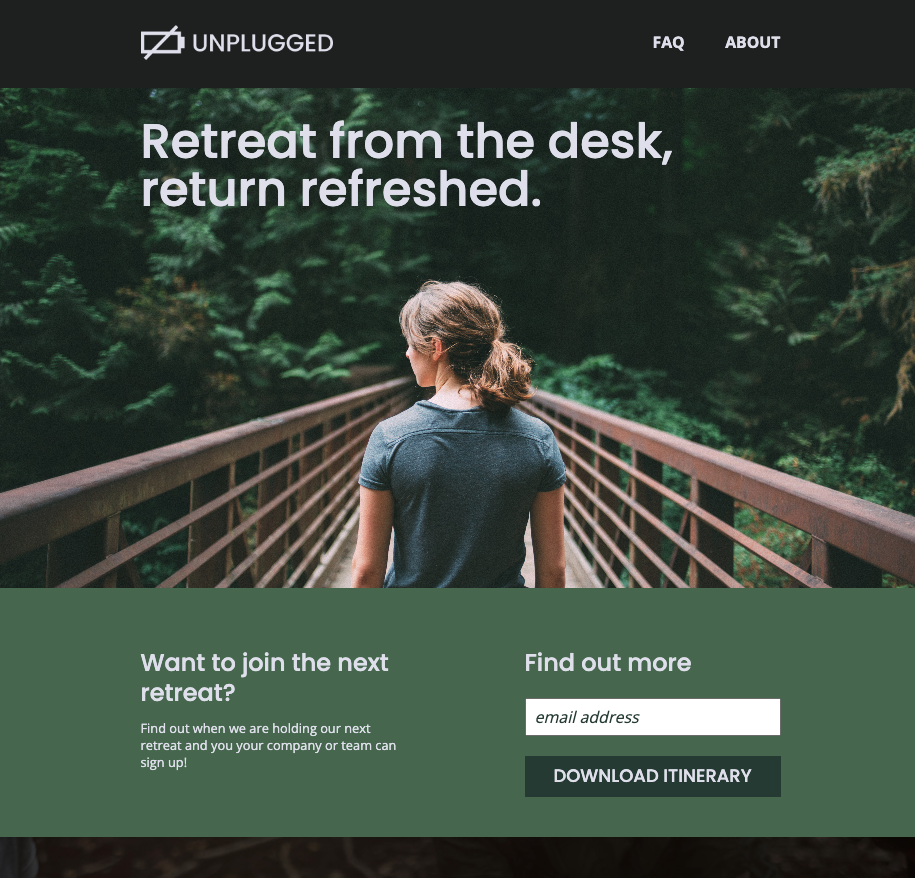 UNPLUGGED
FAQ
ABOUT
Retreat from the desk,
return refreshed.
Want to join the next
retreat?
Find out when we are holding our next
retreat and you your company or team can
sign up!
Find out more
email address
DOWNLOAD ITINERARY